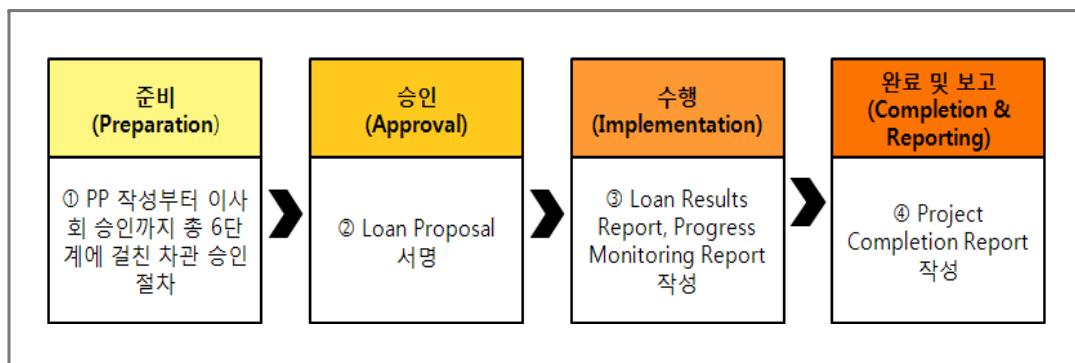 준비
(Preparation)
① PP 작성부터 이사
회 승인까지 총 6단
계에 걸친 차관 승인
절차
승인
(Approval)
② Loan Proposal
서명
수행
(Implementation)
③ Loan Results
Report, Progress
Monitoring Report
작성
완료 및 보고
(Completion &
Reporting)
④ Project
Completion Report
작성